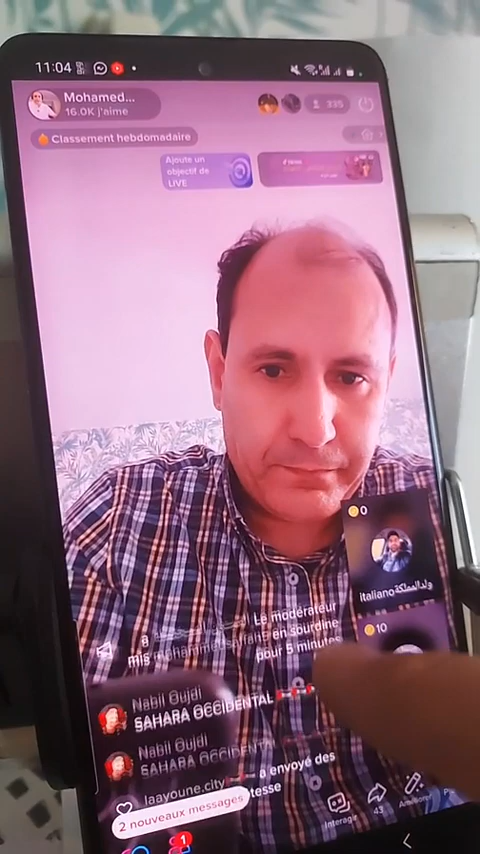 11:04
Mohamed...
16.0K j'aime
335
Classement hebdomadaire
Ajoute un
objectif de
LIVE
0
italiano ولد المملكة
10
a Le modérateur
mis en sourdine
pour 5 minutes
Nabil Oujdi
SAHARA OCCIDENTAL
Nabil Oujdi
SAHARA OCCIDENTAL
laayoune.city a envoyé des
2 nouveaux messages
Interagir
43
1